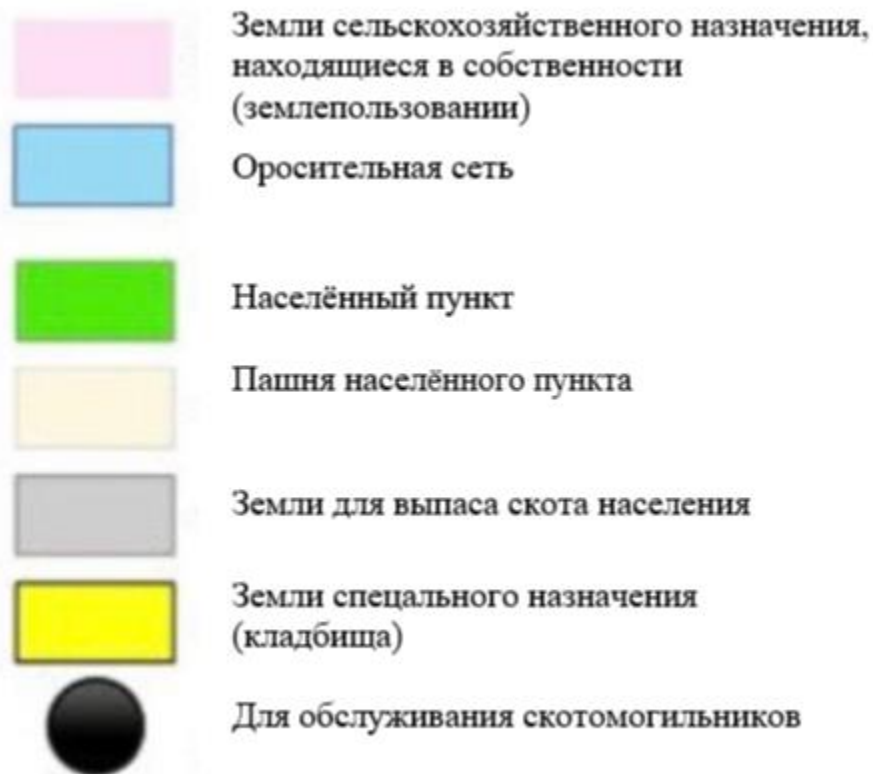 Земли сельскохозяйственного назначения,
находящиеся в собственности
(землепользовании)
Оросительная сеть
Населённый пункт
Пашня населённого пункта
Земли для выпаса скота населения
Земли спецального назначения
(кладбища)
Для обслуживания скотомогильников